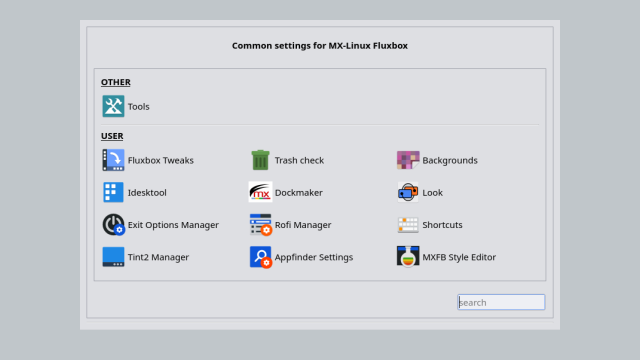 Common settings for MX-Linux Fluxbox
OTHER
Tools
USER
Fluxbox Tweaks
Trash check
Backgrounds
Idesktool
mx
Dockmaker
Look
Exit Options Manager
Rofi Manager
Shortcuts
Tint2 Manager
Appfinder Settings
MXFB Style Editor
search